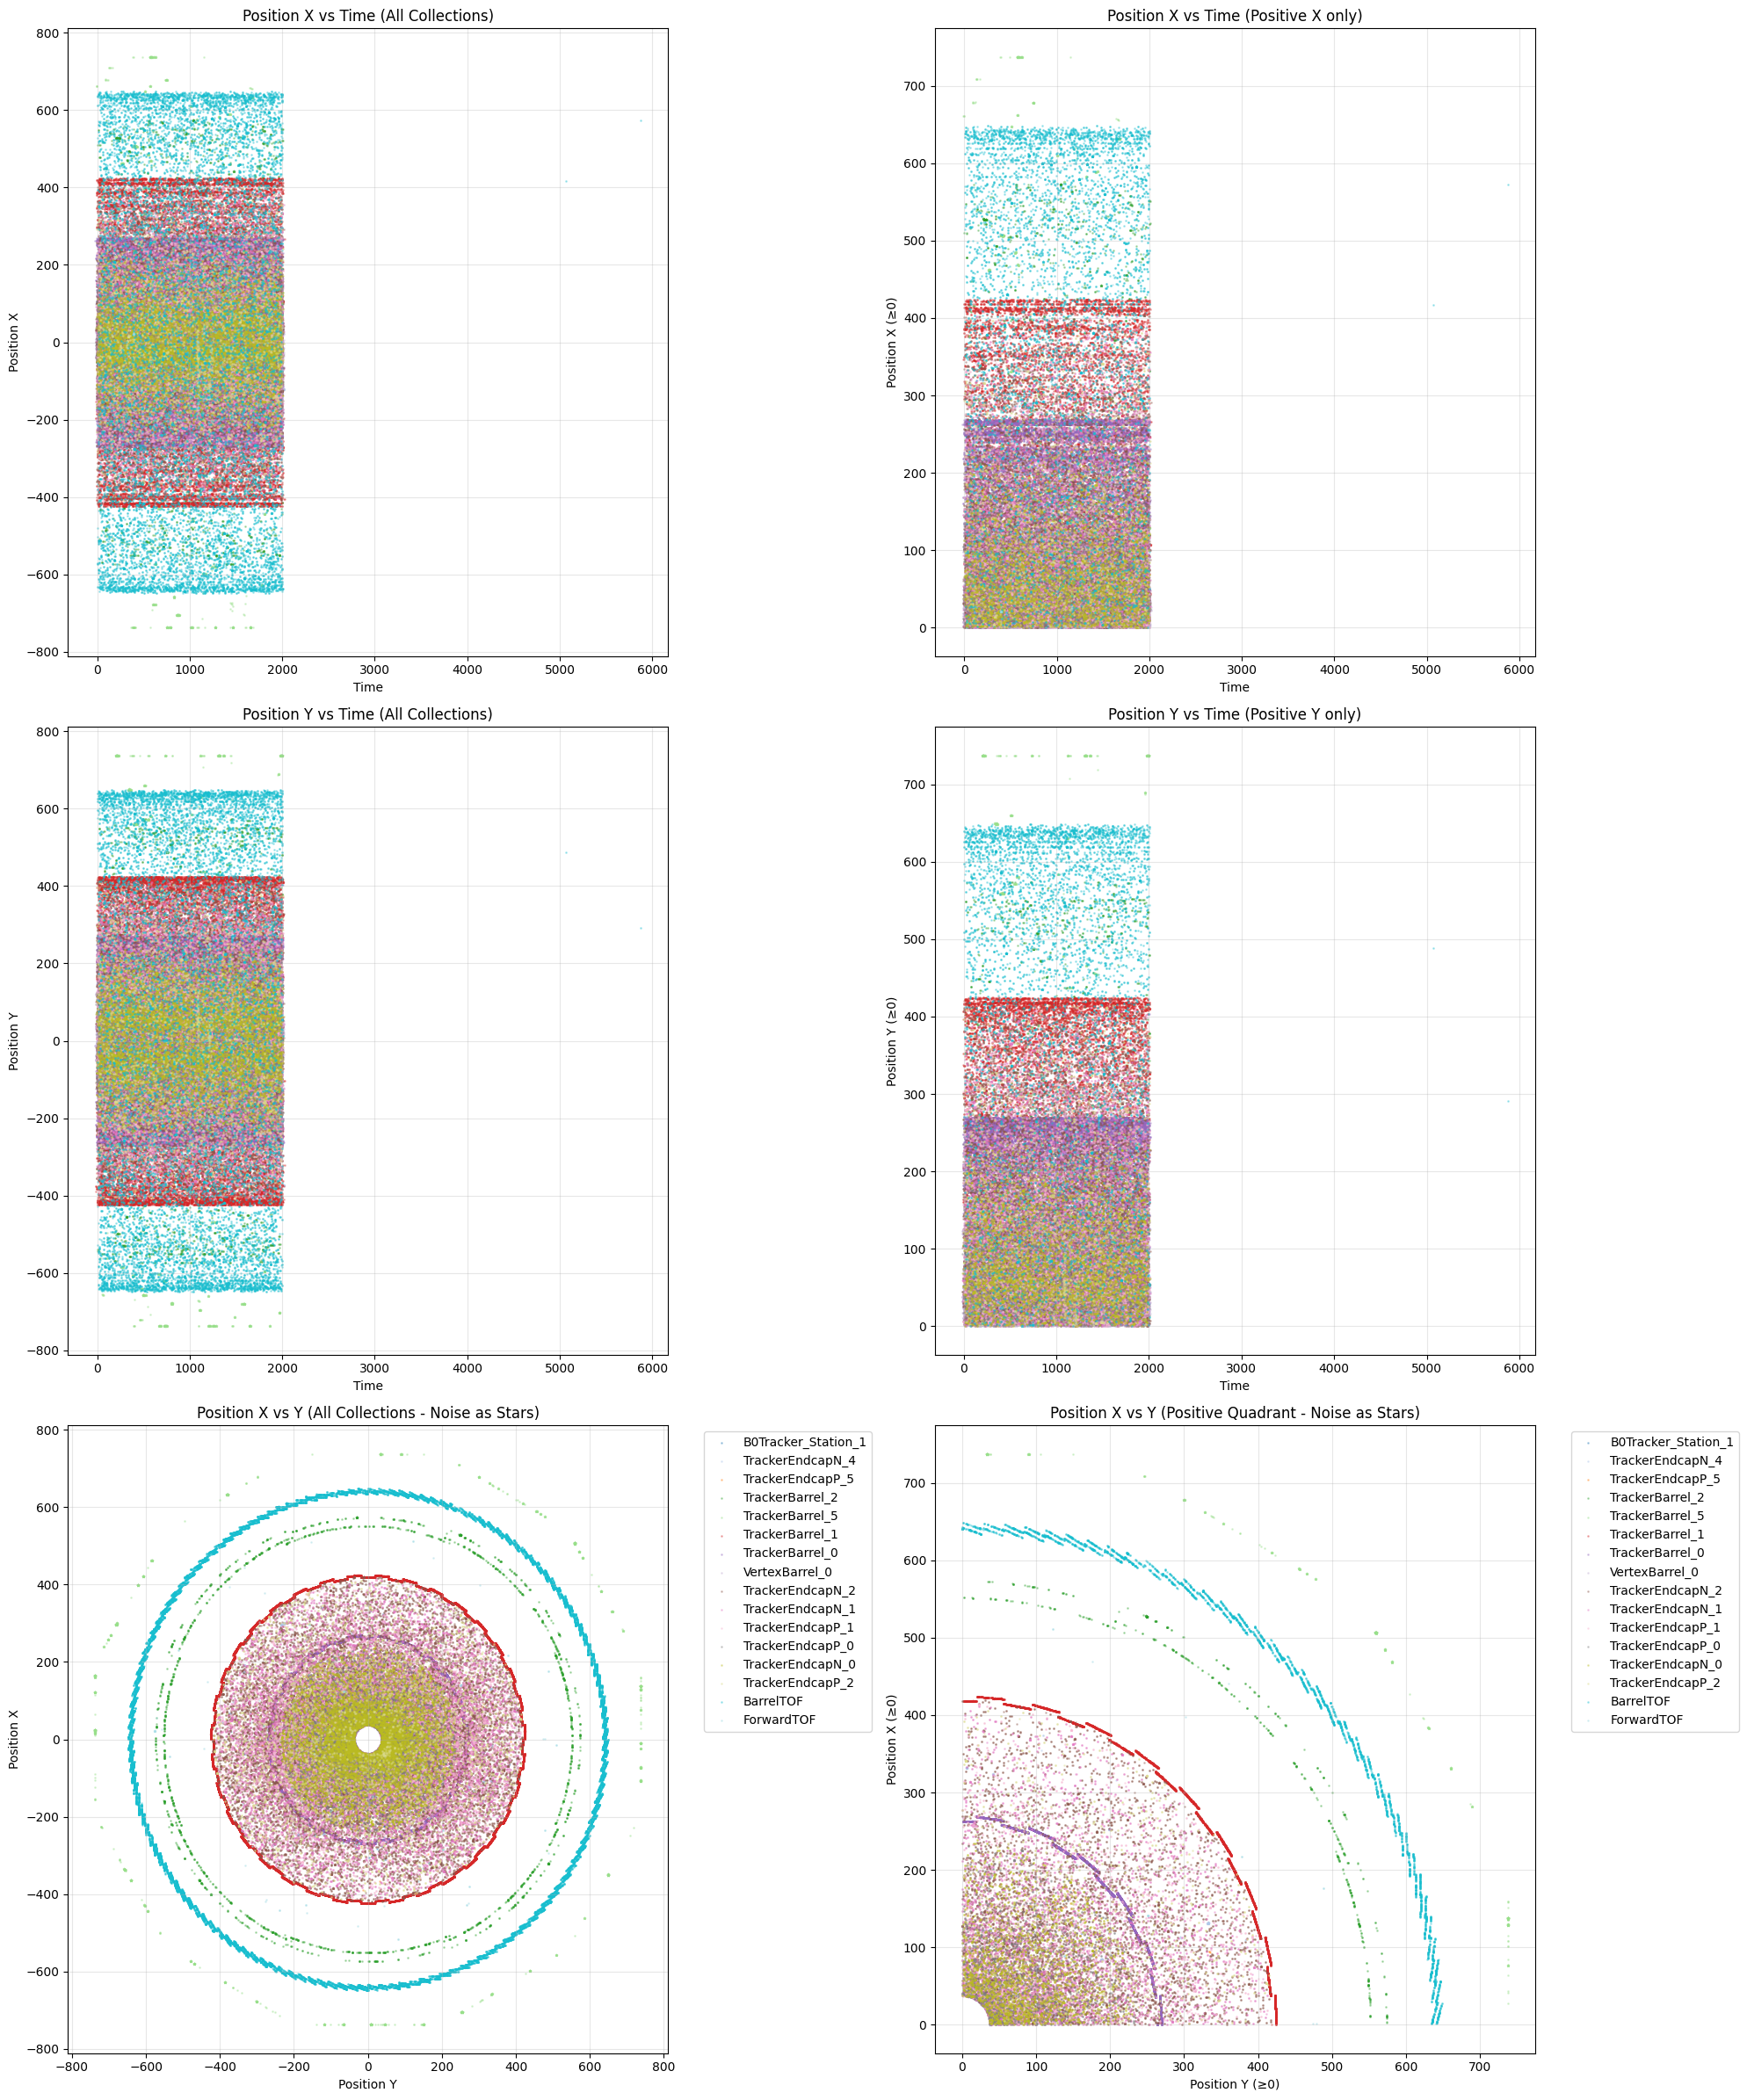 Position X vs Time (All Collections)
Position X
800
600
400
200
0
−200
−400
−600
−800
0 1000 2000 3000 4000 5000 6000
Time
Position X vs Time (Positive X only)
Position X (≥0)
700
600
500
400
300
200
100
0
0 1000 2000 3000 4000 5000 6000
Time
Position Y vs Time (All Collections)
Position Y
800
600
400
200
0
−200
−400
−600
−800
0 1000 2000 3000 4000 5000 6000
Time
Position Y vs Time (Positive Y only)
Position Y (≥0)
700
600
500
400
300
200
100
0
0 1000 2000 3000 4000 5000 6000
Time
Position X vs Y (All Collections - Noise as Stars)
Position X
800
600
400
200
0
−200
−400
−600
−800
−800 −600 −400 −200 0 200 400 600 800
Position Y
B0Tracker_Station_1
TrackerEndcapN_4
TrackerEndcapP_5
TrackerBarrel_2
TrackerBarrel_5
TrackerBarrel_1
TrackerBarrel_0
VertexBarrel_0
TrackerEndcapN_2
TrackerEndcapN_1
TrackerEndcapP_1
TrackerEndcapP_0
TrackerEndcapN_0
TrackerEndcapP_2
BarrelTOF
ForwardTOF
Position X vs Y (Positive Quadrant - Noise as Stars)
Position X (≥0)
700
600
500
400
300
200
100
0
0 100 200 300 400 500 600 700
Position Y (≥0)
B0Tracker_Station_1
TrackerEndcapN_4
TrackerEndcapP_5
TrackerBarrel_2
TrackerBarrel_5
TrackerBarrel_1
TrackerBarrel_0
VertexBarrel_0
TrackerEndcapN_2
TrackerEndcapN_1
TrackerEndcapP_1
TrackerEndcapP_0
TrackerEndcapN_0
TrackerEndcapP_2
BarrelTOF
ForwardTOF